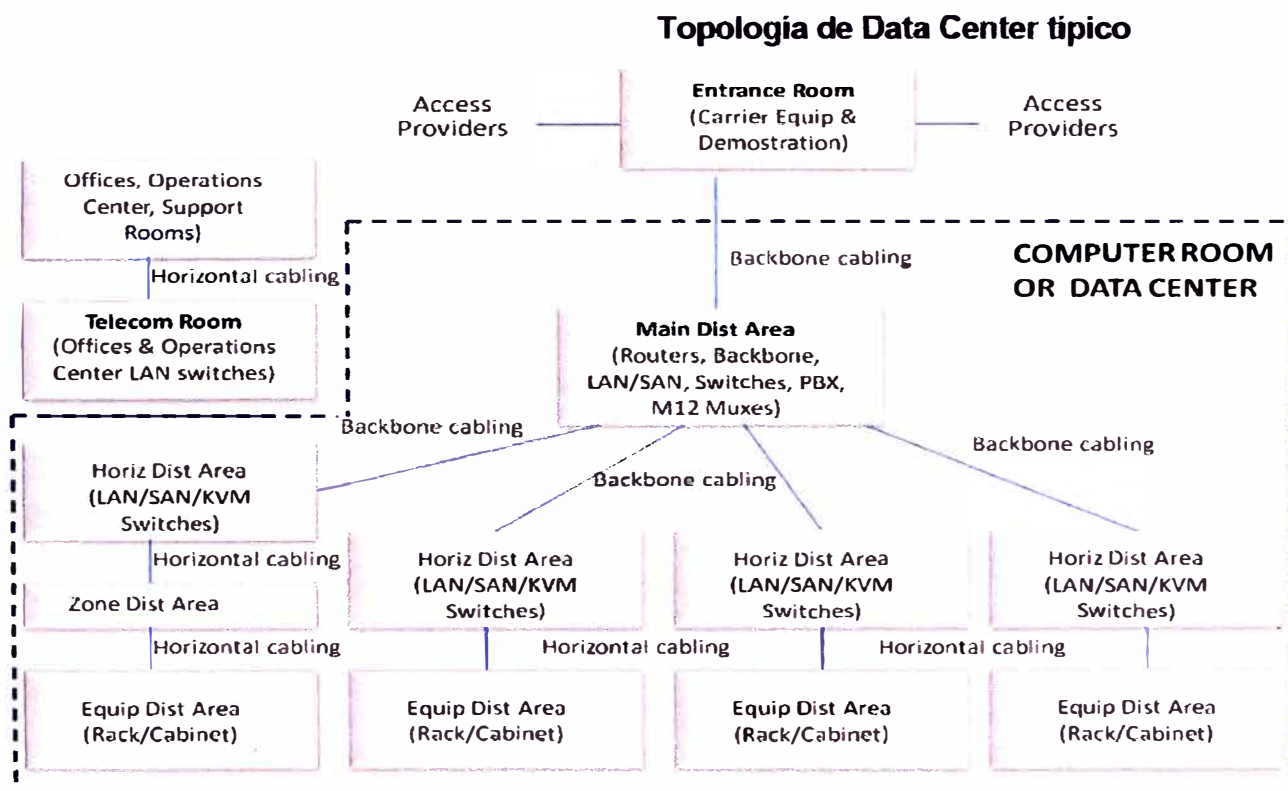 Topología de Data Center típico
Entrance Room
(Carrier Equip &
Demostration)
Access
Providers
Access
Providers
Offices, Operations
Center, Support
Rooms)
Horizontal cabling
Telecom Room
(Offices & Operations
Center LAN switches)
Backbone cabling
COMPUTER ROOM
OR DATA CENTER
Main Dist Area
(Routers, Backbone,
LAN/SAN, Switches, PBX,
M12 Muxes)
Backbone cabling
Backbone cabling
Backbone cabling
Horiz Dist Area
(LAN/SAN/KVM
Switches)
Horizontal cabling
Zone Dist Area
Horizontal cabling
Equip Dist Area
(Rack/Cabinet)
Horiz Dist Area
(LAN/SAN/KVM
Switches)
Horiz Dist Area
(LAN/SAN/KVM
Switches)
Horiz Dist Area
(LAN/SAN/KVM
Switches)
Horizontal cabling
Horizontal cabling
Equip Dist Area
(Rack/Cabinet)
Equip Dist Area
(Rack/Cabinet)
Equip Dist Area
(Rack/Cabinet)